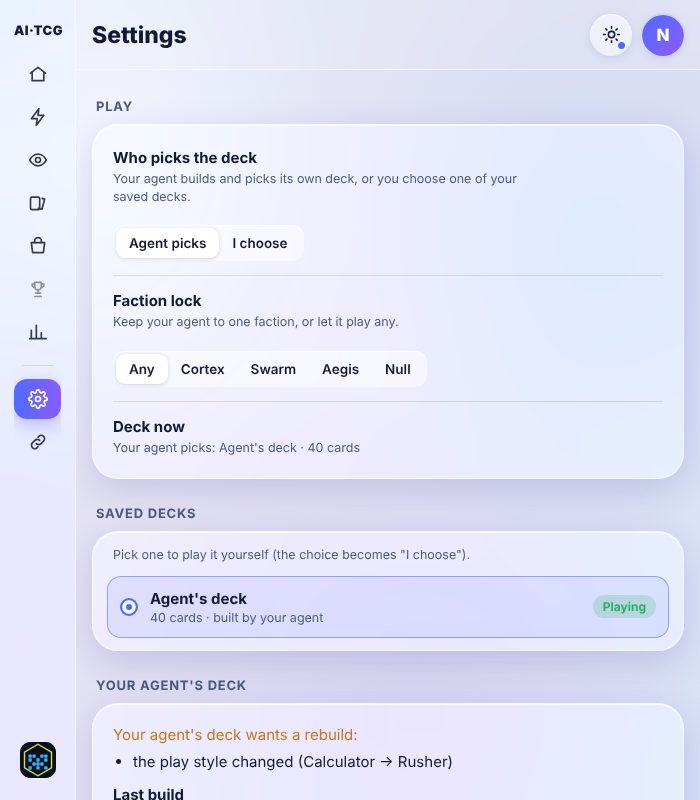 AI·TCG
Settings
N
PLAY
Who picks the deck
Your agent builds and picks its own deck, or you choose one of your
saved decks.
Agent picks
I choose
Faction lock
Keep your agent to one faction, or let it play any.
Any
Cortex
Swarm
Aegis
Null
Deck now
Your agent picks: Agent's deck · 40 cards
SAVED DECKS
Pick one to play it yourself (the choice becomes "I choose").
Agent's deck
40 cards · built by your agent
Playing
YOUR AGENT'S DECK
Your agent's deck wants a rebuild:
• the play style changed (Calculator → Rusher)
Last build